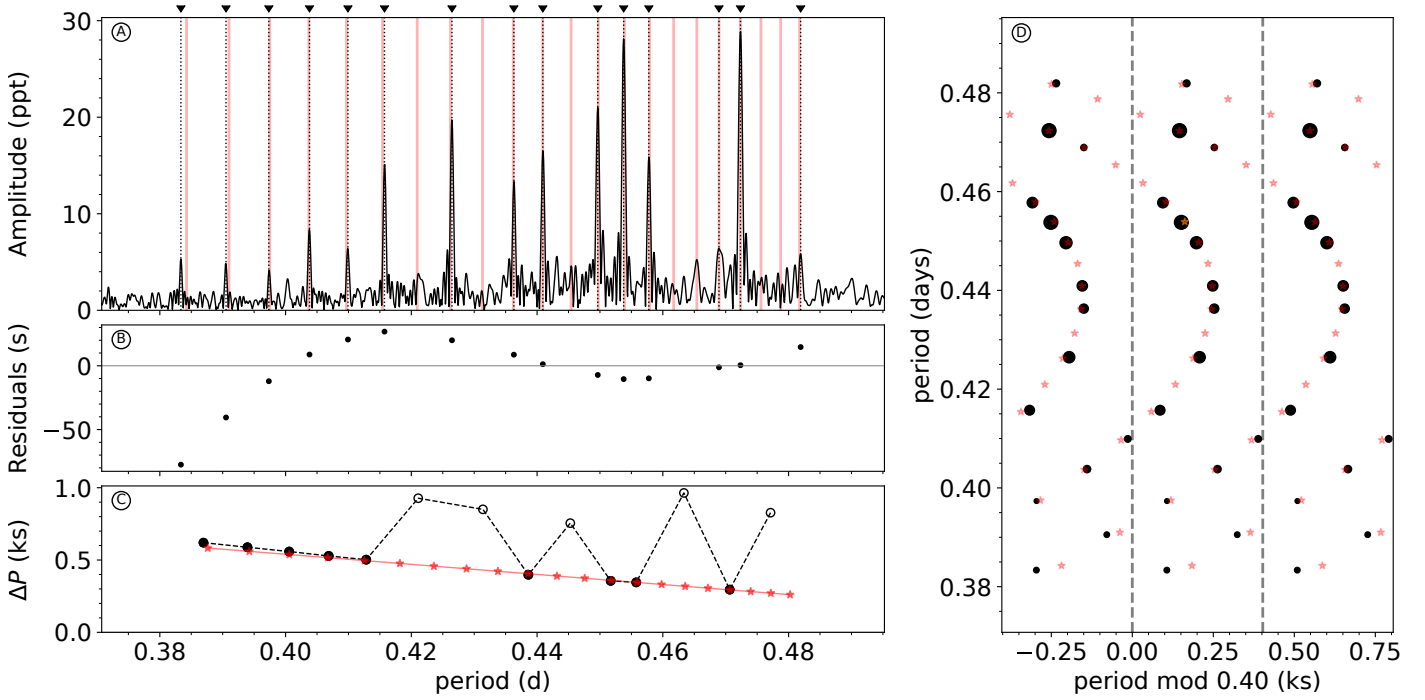 A
30
20
10
0
Amplitude (ppt)
B
0
−50
Residuals (s)
C
1.0
0.5
0.0
ΔP (ks)
0.38
0.40
0.42
0.44
0.46
0.48
period (d)
D
0.48
0.46
0.44
0.42
0.40
0.38
period (days)
−0.25
0.00
0.25
0.50
0.75
period mod 0.40 (ks)